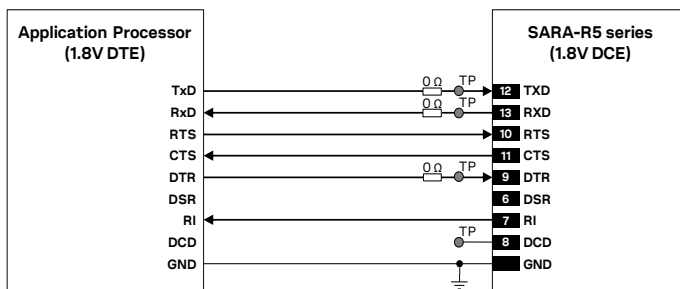 Application Processor
(1.8V DTE)
SARA-R5 series
(1.8V DCE)
TxD 0 Ω TP 12 TXD
RxD 0 Ω TP 13 RXD
RTS 10 RTS
CTS 11 CTS
DTR 0 Ω TP 9 DTR
DSR 6 DSR
RI 7 RI
DCD TP 8 DCD
GND GND